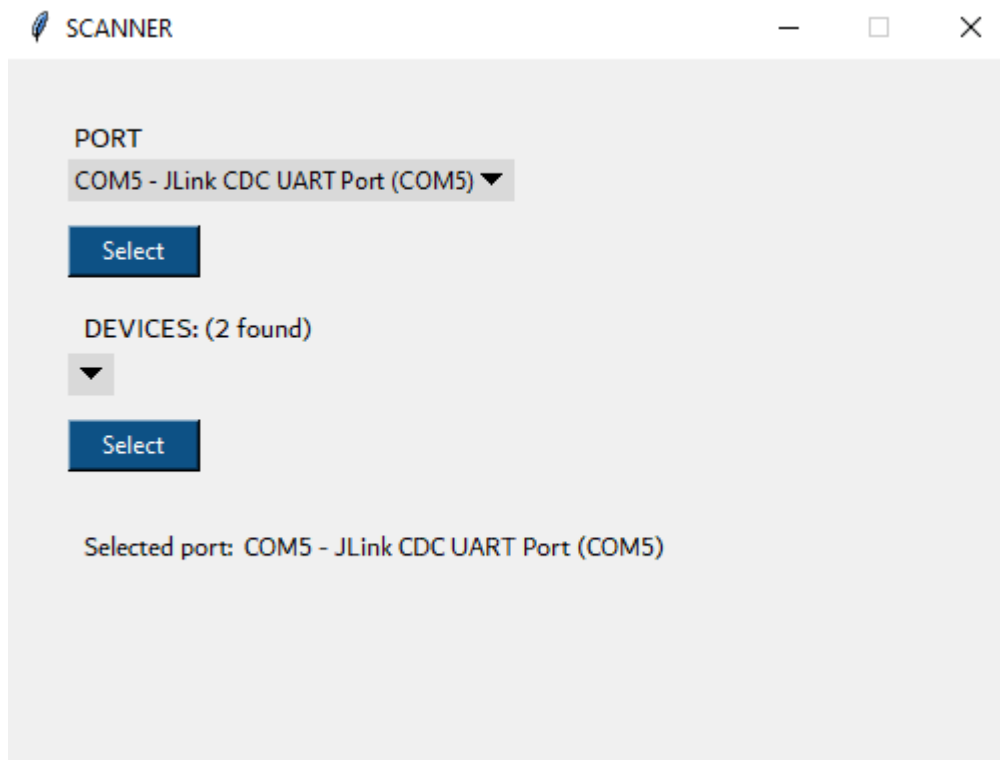 SCANNER
PORT
COM5 - JLink CDC UART Port (COM5)
Select
DEVICES: (2 found)
Select
Selected port: COM5 - JLink CDC UART Port (COM5)